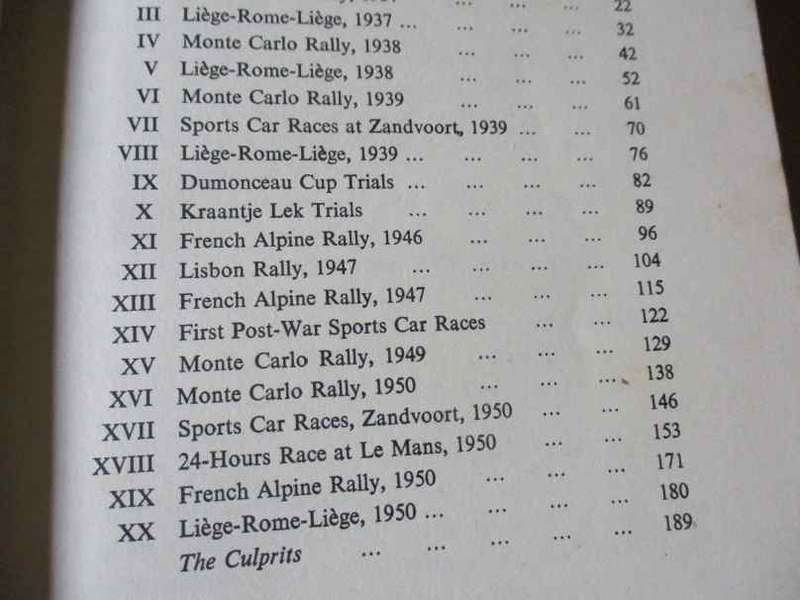 22
III Liège-Rome-Liège, 1937 ... ... ... ... 32
IV Monte Carlo Rally, 1938 ... ... ... 42
V Liège-Rome-Liège, 1938 ... ... ... 52
VI Monte Carlo Rally, 1939 ... ... ... 61
VII Sports Car Races at Zandvoort, 1939 ... ... 70
VIII Liège-Rome-Liège, 1939 ... ... ... ... 76
IX Dumonceau Cup Trials ... ... ... ... 82
X Kraantje Lek Trials ... ... ... ... 89
XI French Alpine Rally, 1946 ... ... ... 96
XII Lisbon Rally, 1947 ... ... ... ... 104
XIII French Alpine Rally, 1947 ... ... ... 115
XIV First Post-War Sports Car Races ... ... 122
XV Monte Carlo Rally, 1949 ... ... ... 129
XVI Monte Carlo Rally, 1950 ... ... ... 138
XVII Sports Car Races, Zandvoort, 1950 ... ... 146
XVIII 24-Hours Race at Le Mans, 1950 ... ... 153
XIX French Alpine Rally, 1950 ... ... ... 171
XX Liège-Rome-Liège, 1950 ... ... ... ... 180
The Culprits ... ... ... ... ... 189